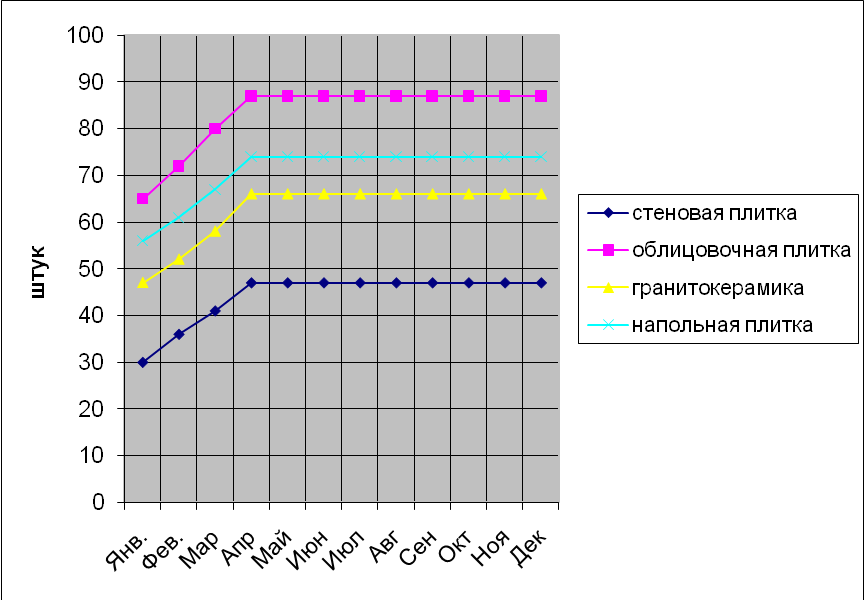 100
90
80
70
60
50
40
30
20
10
0
штук
Янв.
Фев.
Мар
Апр
Май
Июн
Июл
Авг
Сен
Окт
Ноя
Дек
стеновая плитка
облицовочная плитка
гранитокерамика
напольная плитка